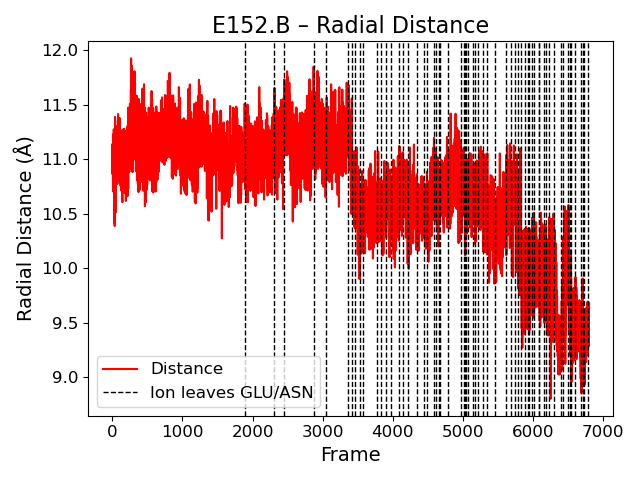 E152.B – Radial Distance
12.0
11.5
11.0
10.5
10.0
9.5
9.0
Radial Distance (Å)
Distance
Ion leaves GLU/ASN
0 1000 2000 3000 4000 5000 6000 7000
Frame